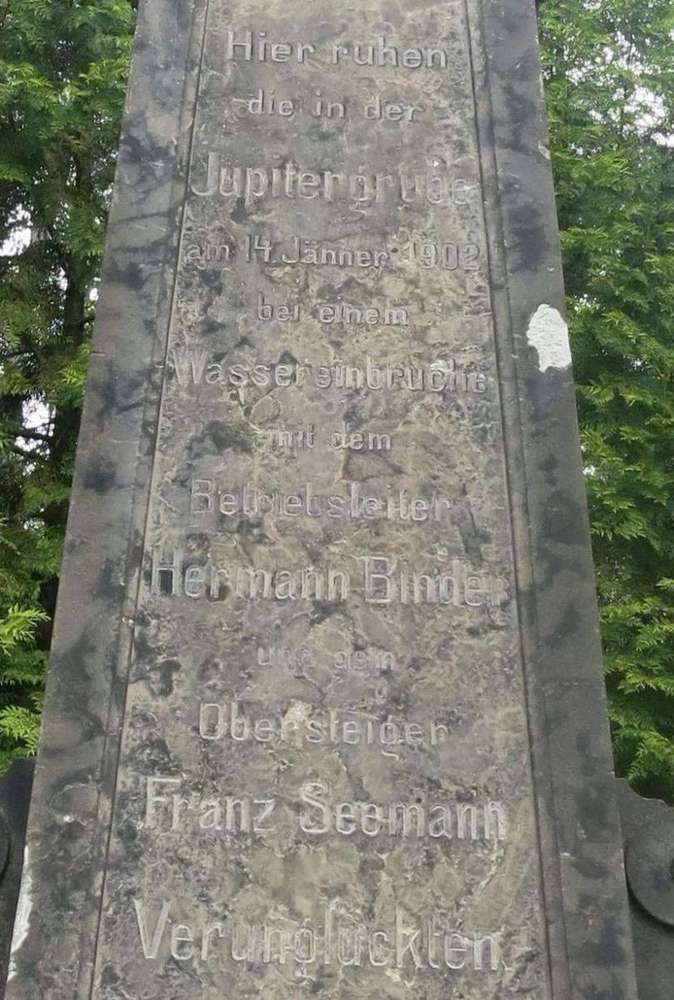 Hier ruhen
die in der
Jupitergrube
am 14. Jänner 1902
bei einem
Wassereinbruche
mit dem
Betriebsleiter
Hermann Binder
und dem
Obersteiger
Franz Seemann
Verunglückten